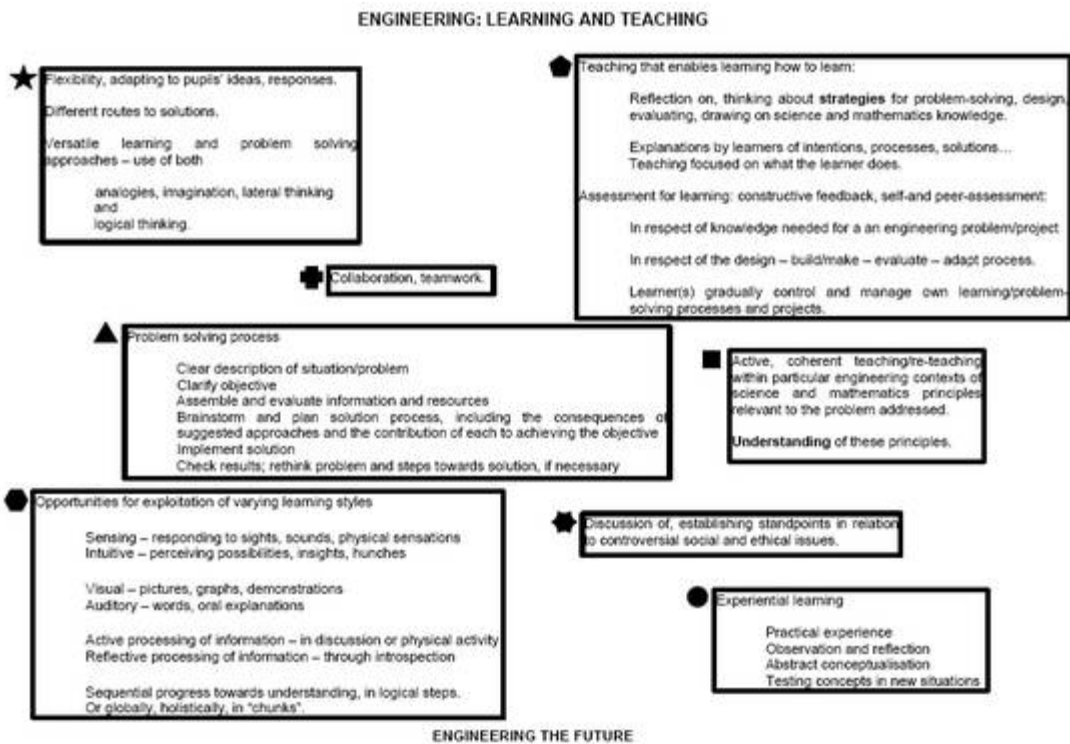 ENGINEERING: LEARNING AND TEACHING
Flexibility, adapting to pupils' ideas, responses.
Different routes to solutions.
Versatile learning and problem solving
approaches – use of both
analogies, imagination, lateral thinking
and
logical thinking.
Teaching that enables learning how to learn:
Reflection on, thinking about strategies for problem-solving, design,
evaluating, drawing on science and mathematics knowledge.
Explanations by learners of intentions, processes, solutions...
Teaching focused on what the learner does.
Assessment for learning: constructive feedback, self-and peer-assessment:
In respect of knowledge needed for a an engineering problem/project
In respect of the design – build/make – evaluate – adapt process.
Learner(s) gradually control and manage own learning/problem-
solving processes and projects.
Collaboration, teamwork.
Problem solving process
Clear description of situation/problem
Clarify objective
Assemble and evaluate information and resources
Brainstorm and plan solution process, including the consequences of
suggested approaches and the contribution of each to achieving the objective
Implement solution
Check results; rethink problem and steps towards solution, if necessary
Active, coherent teaching/re-teaching
within particular engineering contexts of
science and mathematics principles
relevant to the problem addressed.
Understanding of these principles.
Opportunities for exploitation of varying learning styles
Sensing – responding to sights, sounds, physical sensations
Intuitive – perceiving possibilities, insights, hunches
Visual – pictures, graphs, demonstrations
Auditory – words, oral explanations
Active processing of information – in discussion or physical activity
Reflective processing of information – through introspection
Sequential progress towards understanding, in logical steps.
Or globally, holistically, in "chunks".
Discussion of, establishing standpoints in relation
to controversial social and ethical issues.
Experiential learning
Practical experience
Observation and reflection
Abstract conceptualisation
Testing concepts in new situations
ENGINEERING THE FUTURE